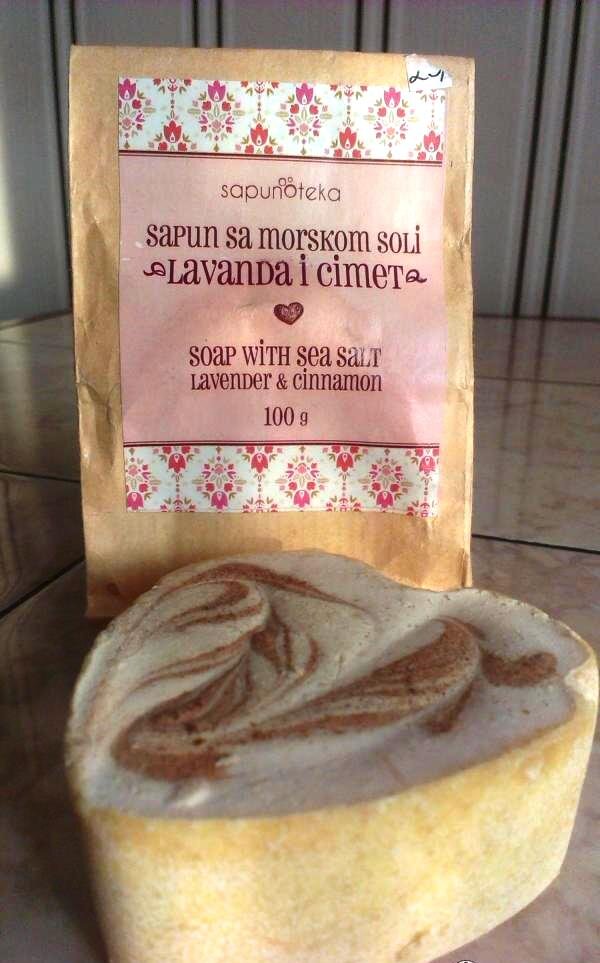 sapunoteka
sapun sa morskom soli
Lavanda i cimet
soap with sea salt
Lavender & cinnamon
100 g